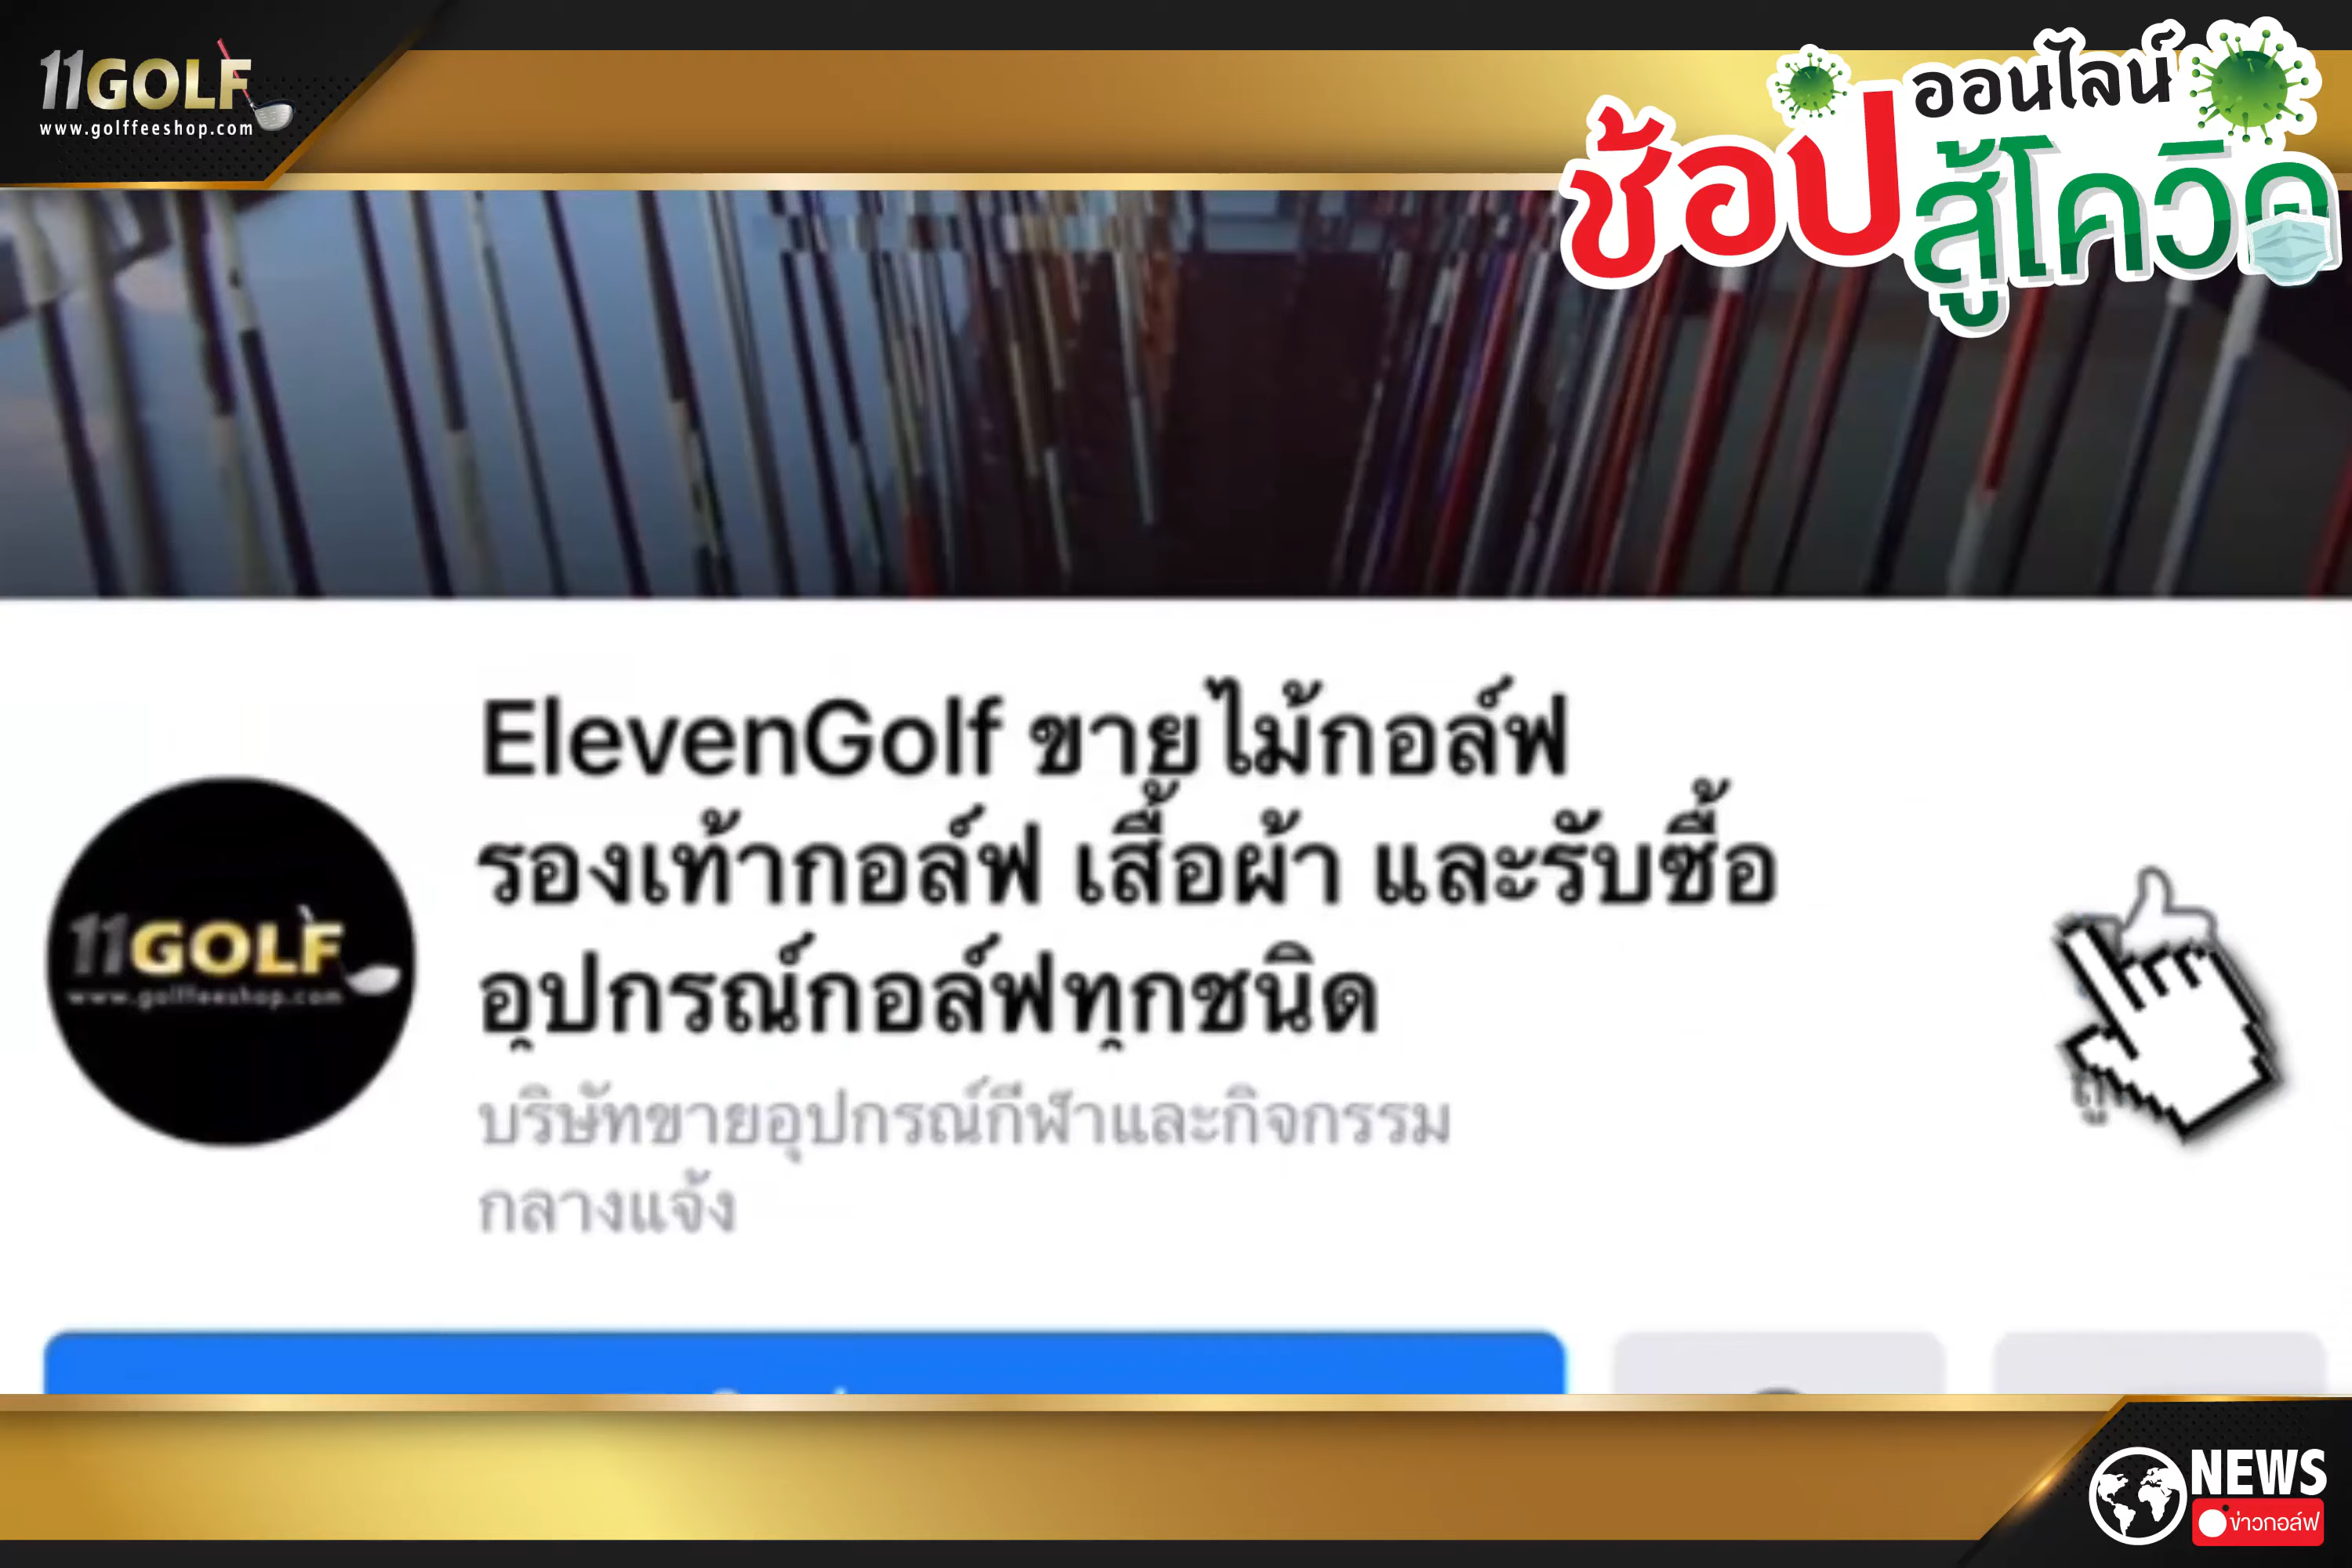 11GOLF
www.golffeeshop.com
ออนไลน์
ช้อป
สู้โควิด
ElevenGolf ขายไม้กอล์ฟ
รองเท้ากอล์ฟ เสื้อผ้า และรับซื้อ
อุปกรณ์กอล์ฟทุกชนิด
11GOLF
www.golffeeshop.com
บริษัทขายอุปกรณ์กีฬาและกิจกรรม
กลางแจ้ง
NEWS
ข่าวกอล์ฟ